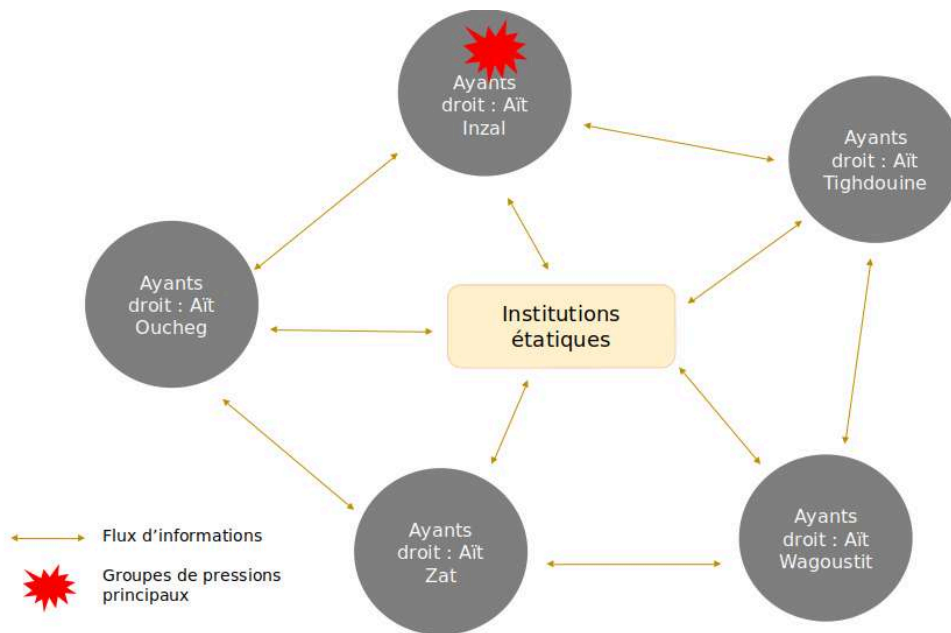 Ayants
droit : Aït
Inzal
Ayants
droit : Aït
Tighdouine
Ayants
droit : Aït
Oucheg
Institutions
étatiques
Ayants
droit : Aït
Zat
Ayants
droit : Aït
Wagoustit
Flux d’informations
Groupes de pressions
principaux